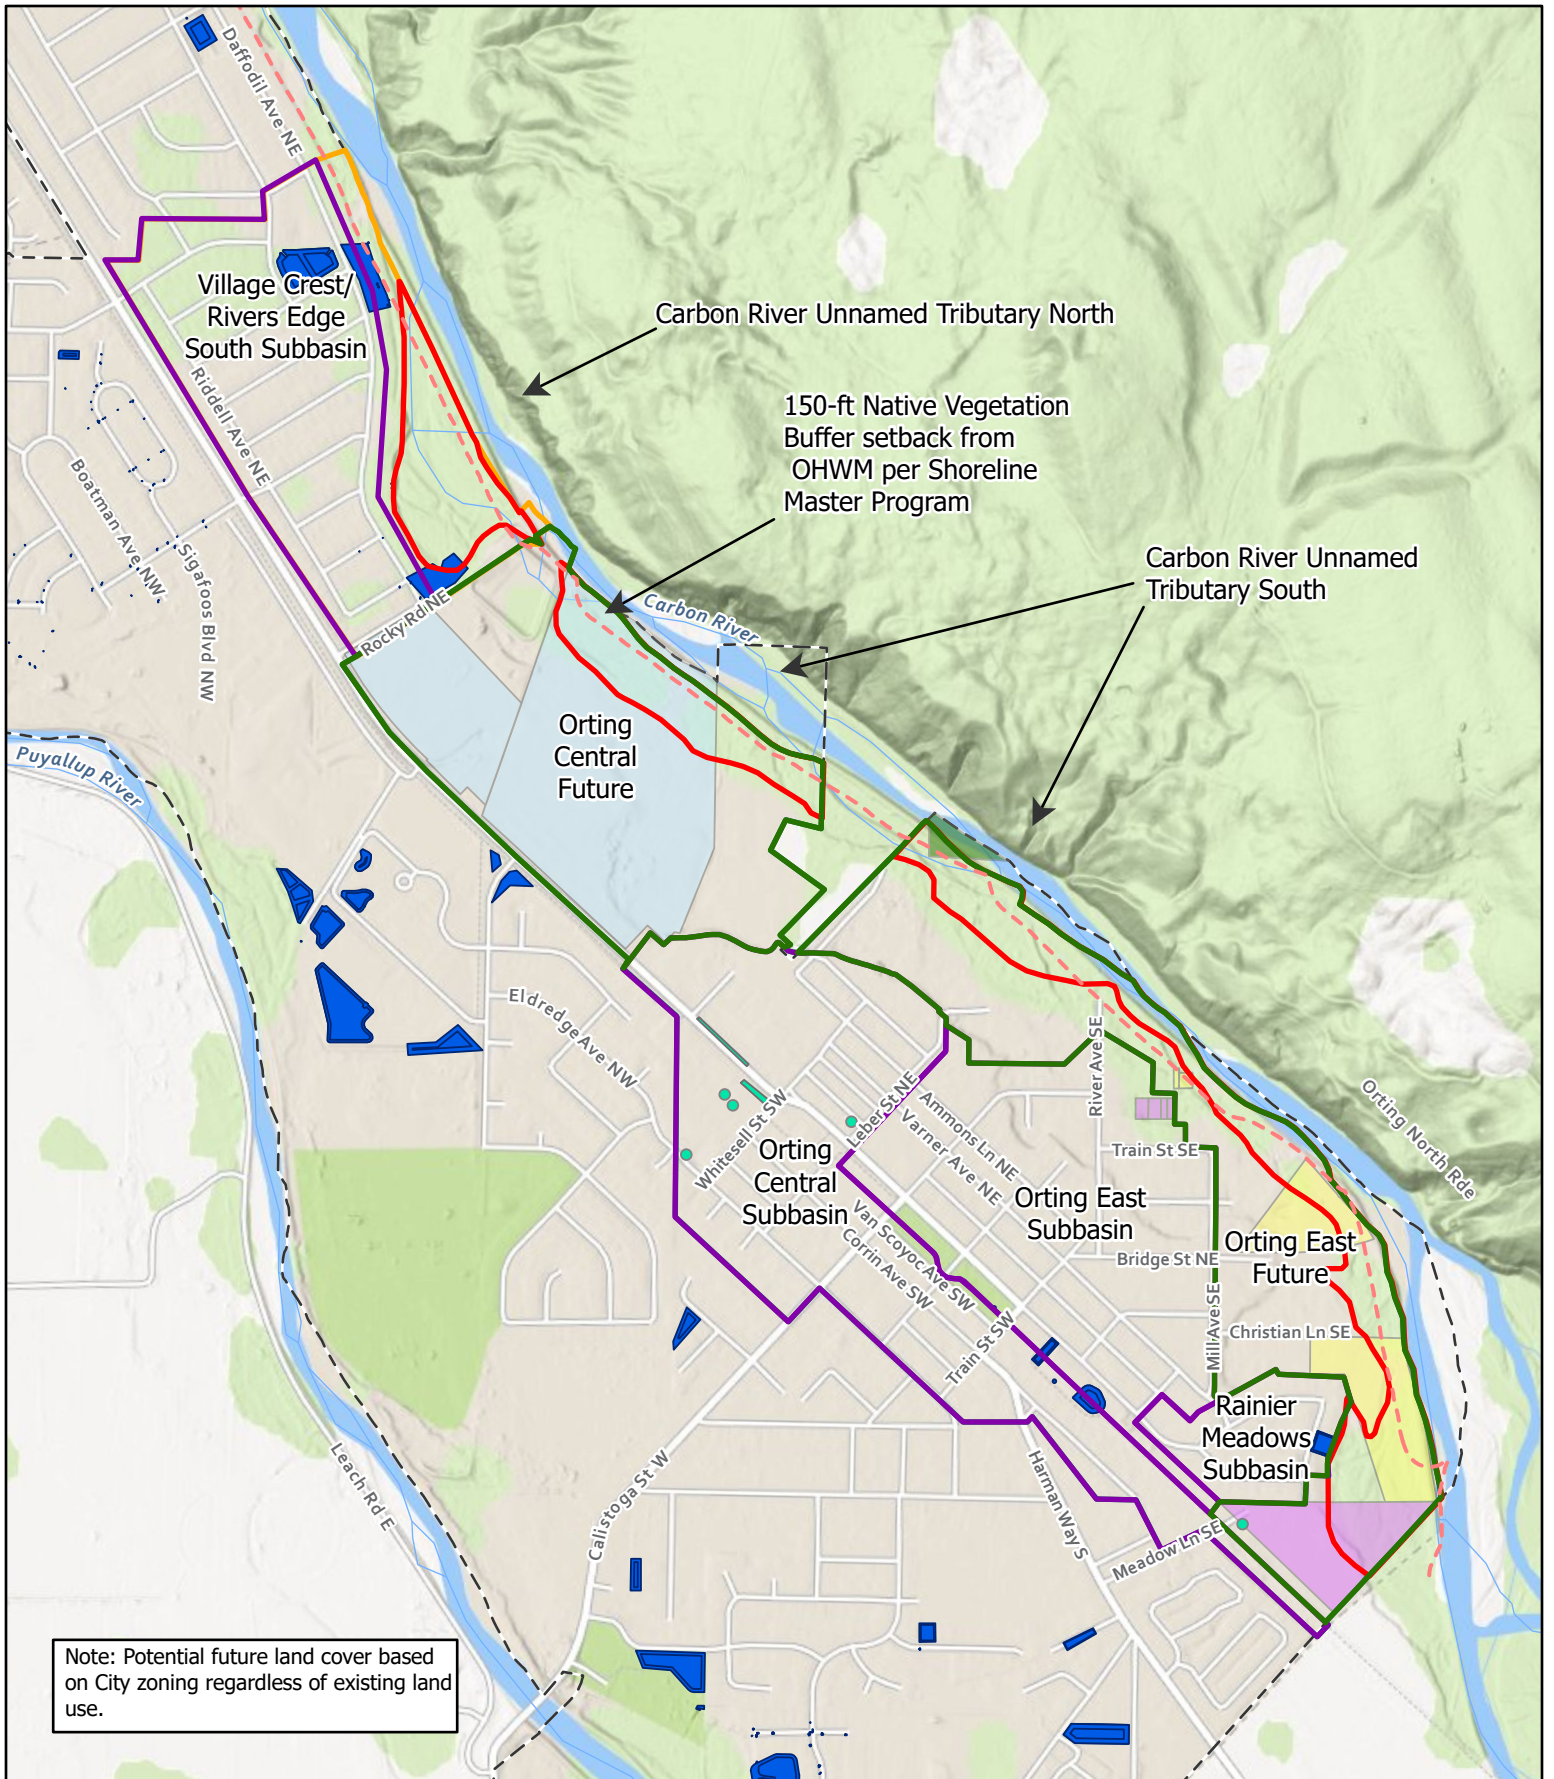 Daffodil Ave NE
Village Crest/
Rivers Edge
South Subbasin
Carbon River Unnamed Tributary North
150-ft Native Vegetation
Buffer setback from
OHWM per Shoreline
Master Program
Riddell Ave NE
Boatman Ave NW
Sigafoos Blvd NW
Carbon River Unnamed
Tributary South
Rocky Rd NE
Carbon River
Puyallup River
Orting
Central
Future
Eldredge Ave NW
River Ave SE
Orting North Rde
Whitesell St SW
Leber St NE
Ammons Ln NE
Varner Ave NE
Train St SE
Orting
Central
Subbasin
Orting East
Subbasin
Van Scoyoc Ave SW
Corrin Ave SW
Bridge St NE
Orting East
Future
Mill Ave SE
Christian Ln SE
Train St SW
Rainier
Meadows
Subbasin
Leach Rd E
Calistoga St W
Harman Way S
Meadow Ln SE
Note: Potential future land cover based
on City zoning regardless of existing land
use.